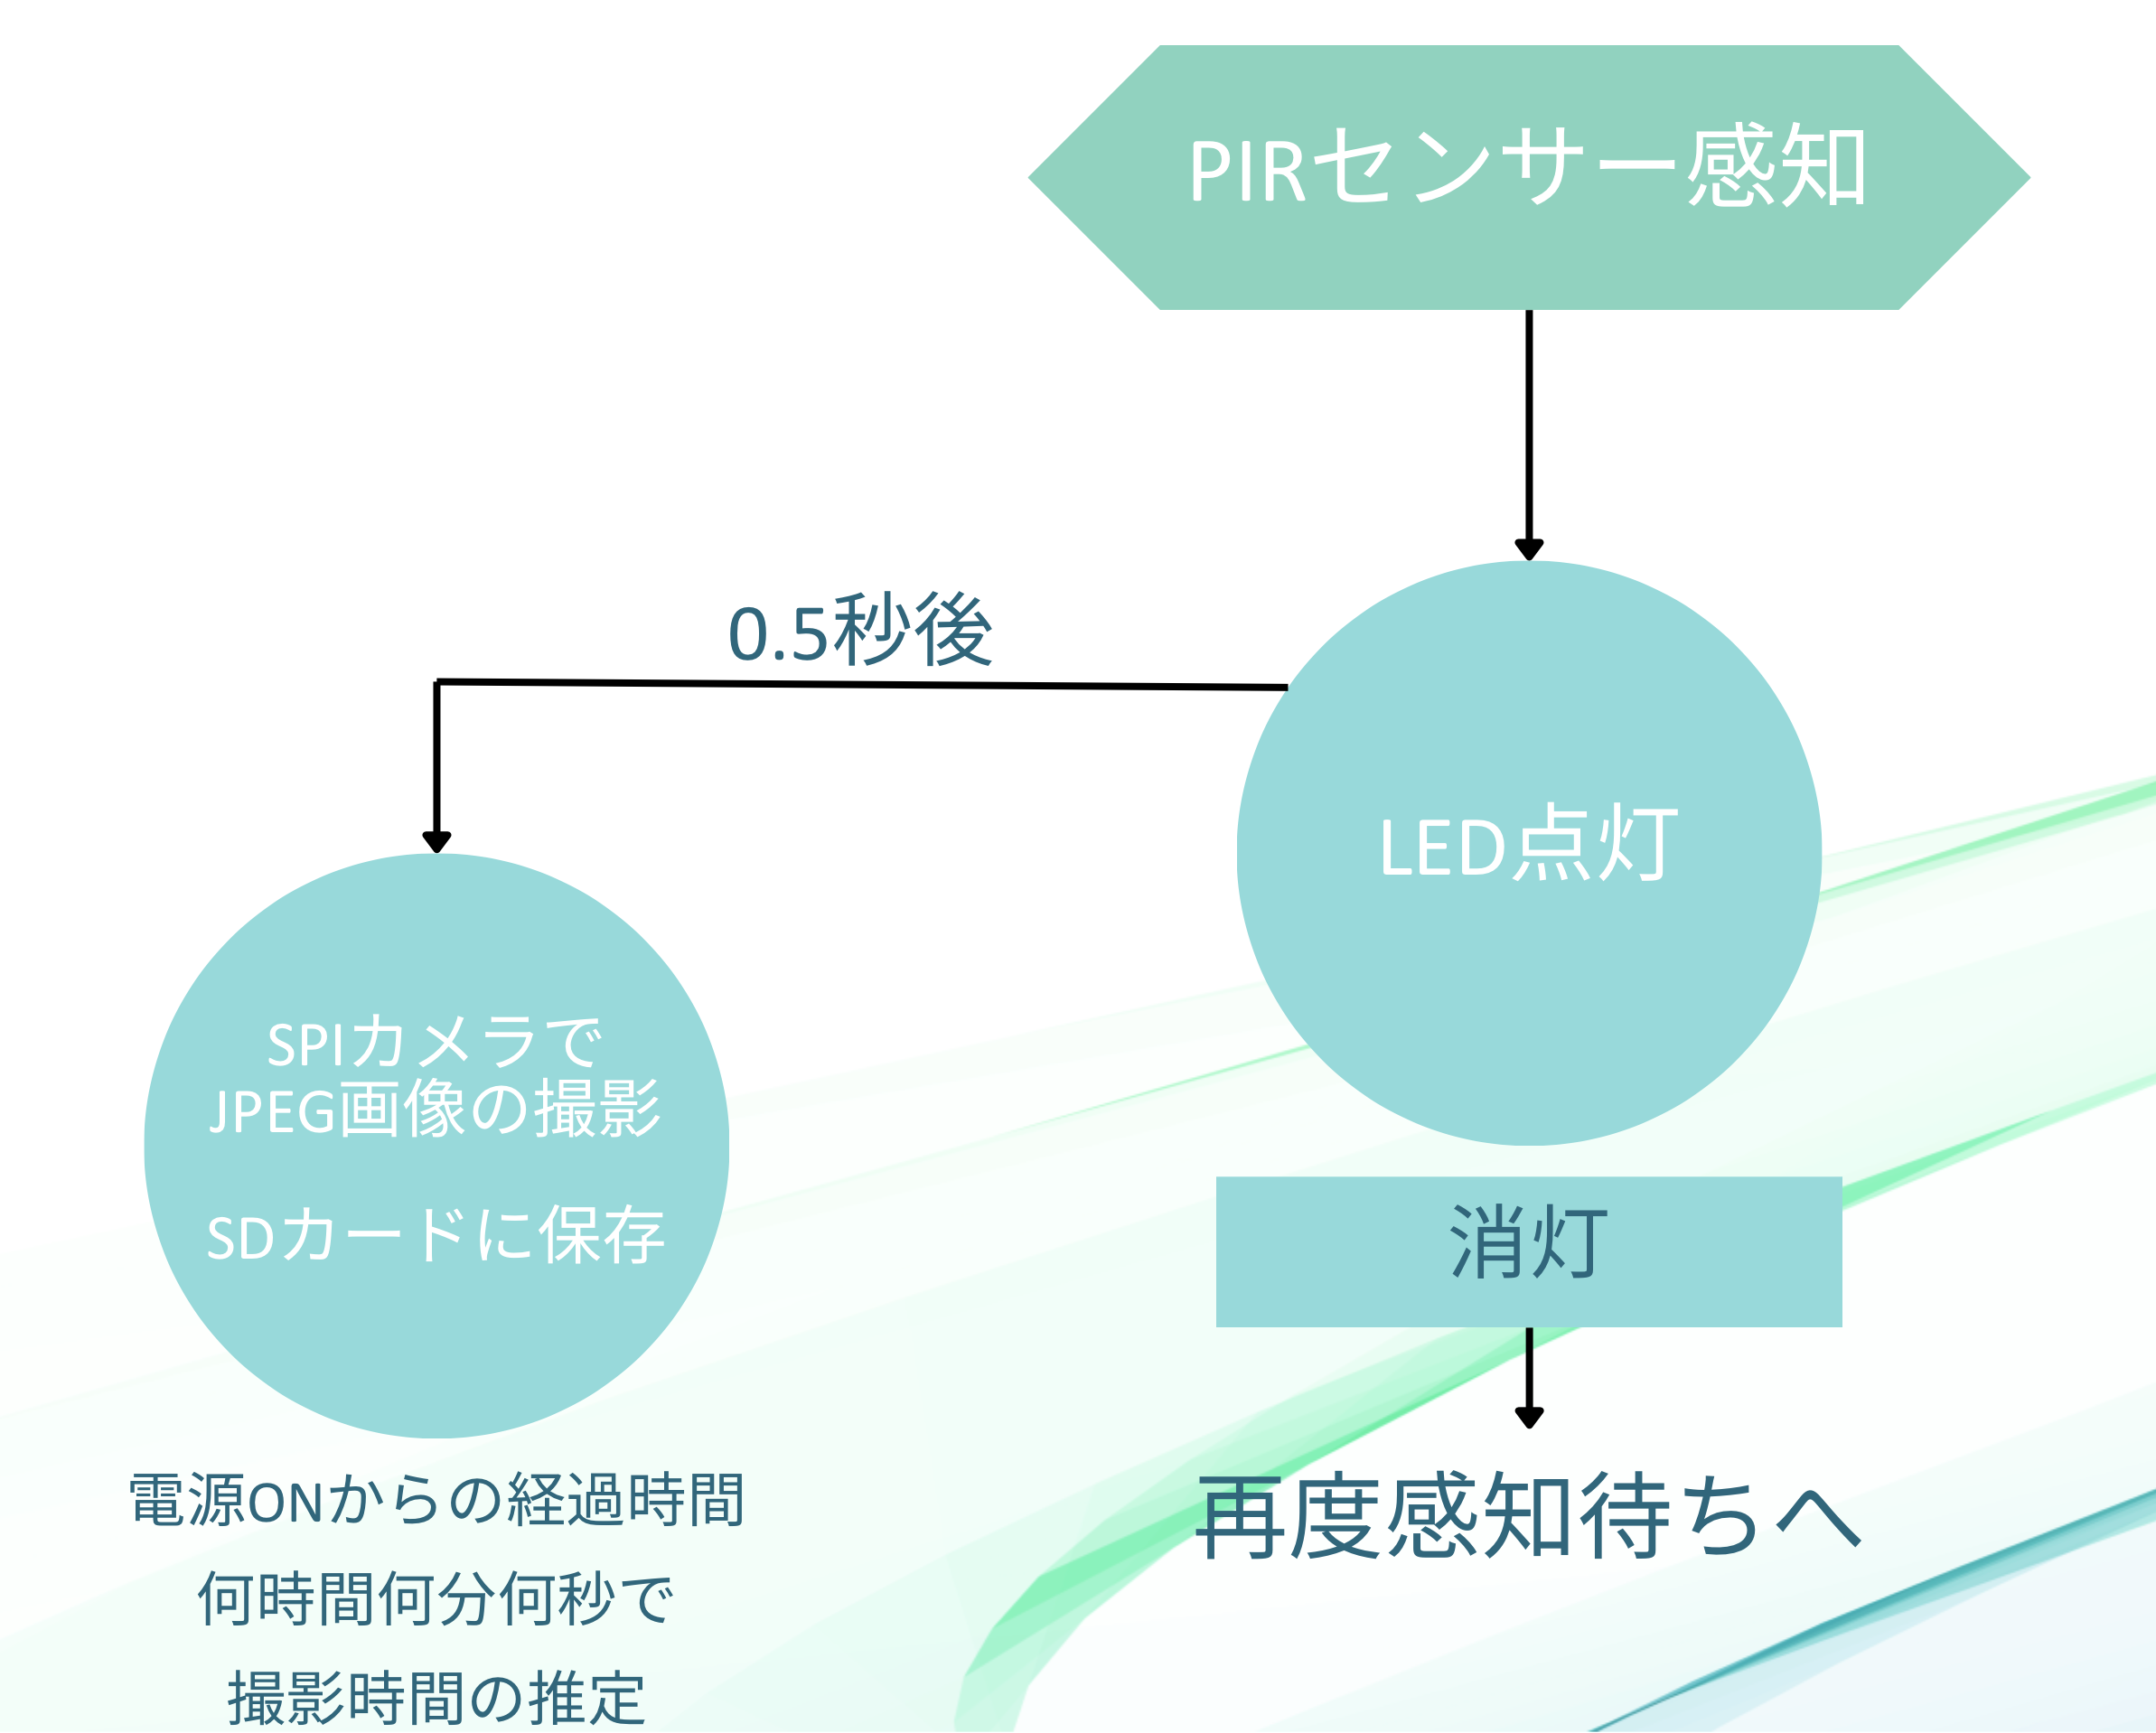 PIRセンサー感知
0.5秒後
LED点灯
SPIカメラで
JPEG画像の撮影
SDカードに保存
消灯
電源ONからの経過時間
何時間何分何秒で
撮影時間の推定
再度感知待ちへ